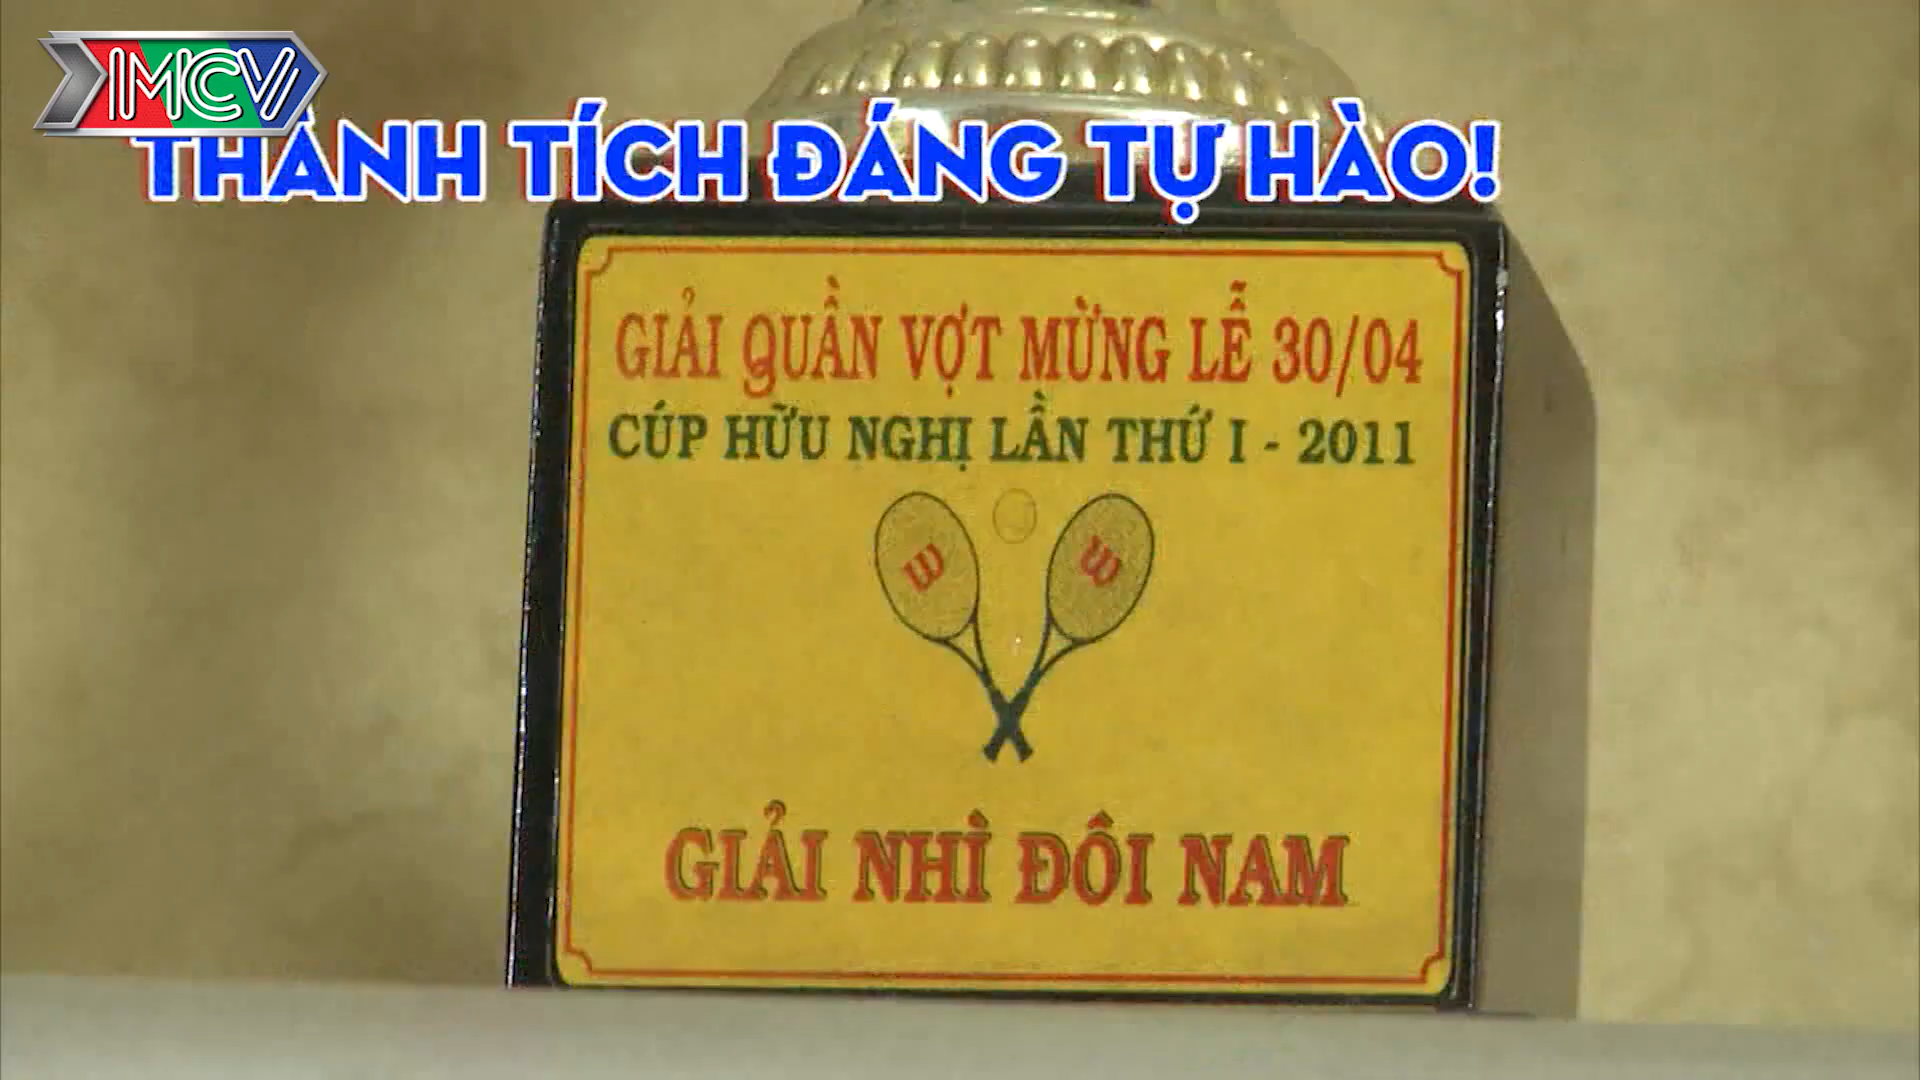 IMCV
THÀNH TÍCH ĐÁNG TỰ HÀO!
GIẢI QUẦN VỢT MỪNG LỄ 30/04
CÚP HỮU NGHỊ LẦN THỨ I - 2011
W W
GIẢI NHÌ ĐÔI NAM